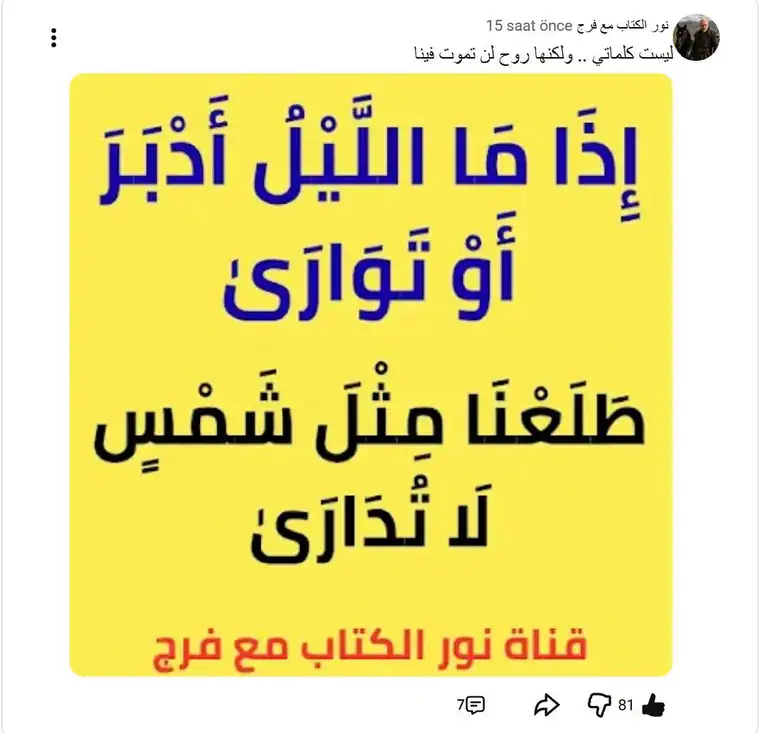 نور الكتاب مع فرج 15 saat önce
ليست كلماتي .. ولكنها روح لن تموت فينا
إِذَا مَا اللَّيْلُ أَدْبَرَ
أَوْ تَوَارَىٰ
طَلَعْنَا مِثْلَ شَمْسٍ
لَا تُدَارَىٰ
قناة نور الكتاب مع فرج
81
7